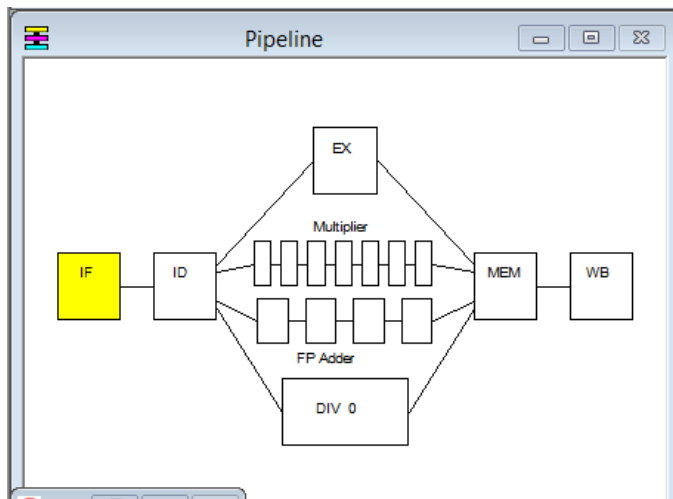 Pipeline
EX
Multiplier
IF
ID
MEM
WB
FP Adder
DIV 0